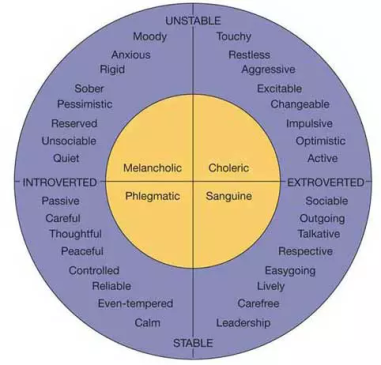 UNSTABLE
Moody
Touchy
Anxious
Restless
Rigid
Aggressive
Sober
Excitable
Pessimistic
Changeable
Reserved
Impulsive
Unsociable
Optimistic
Quiet
Active
Melancholic
Choleric
INTROVERTED
EXTROVERTED
Phlegmatic
Sanguine
Passive
Sociable
Careful
Outgoing
Thoughtful
Talkative
Peaceful
Respective
Controlled
Easygoing
Reliable
Lively
Even-tempered
Carefree
Calm
Leadership
STABLE